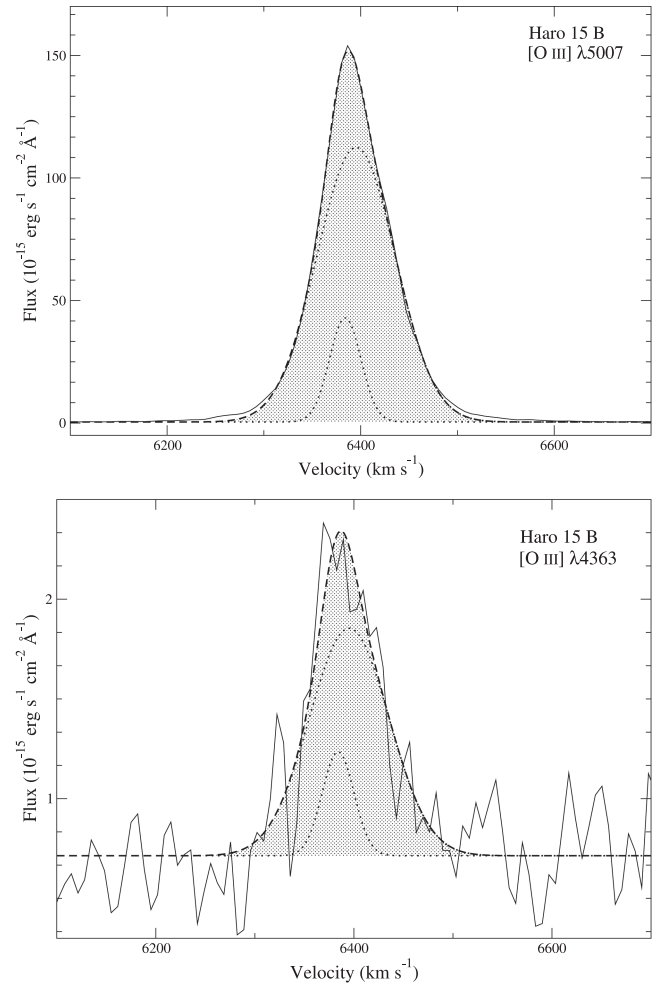 Haro 15 B
[O III] λ5007
150
100
50
0
Flux (10⁻¹⁵ erg s⁻¹ cm⁻² Å⁻¹)
6200
6400
6600
Velocity (km s⁻¹)
Haro 15 B
[O III] λ4363
2
1
Flux (10⁻¹⁵ erg s⁻¹ cm⁻² Å⁻¹)
6200
6400
6600
Velocity (km s⁻¹)